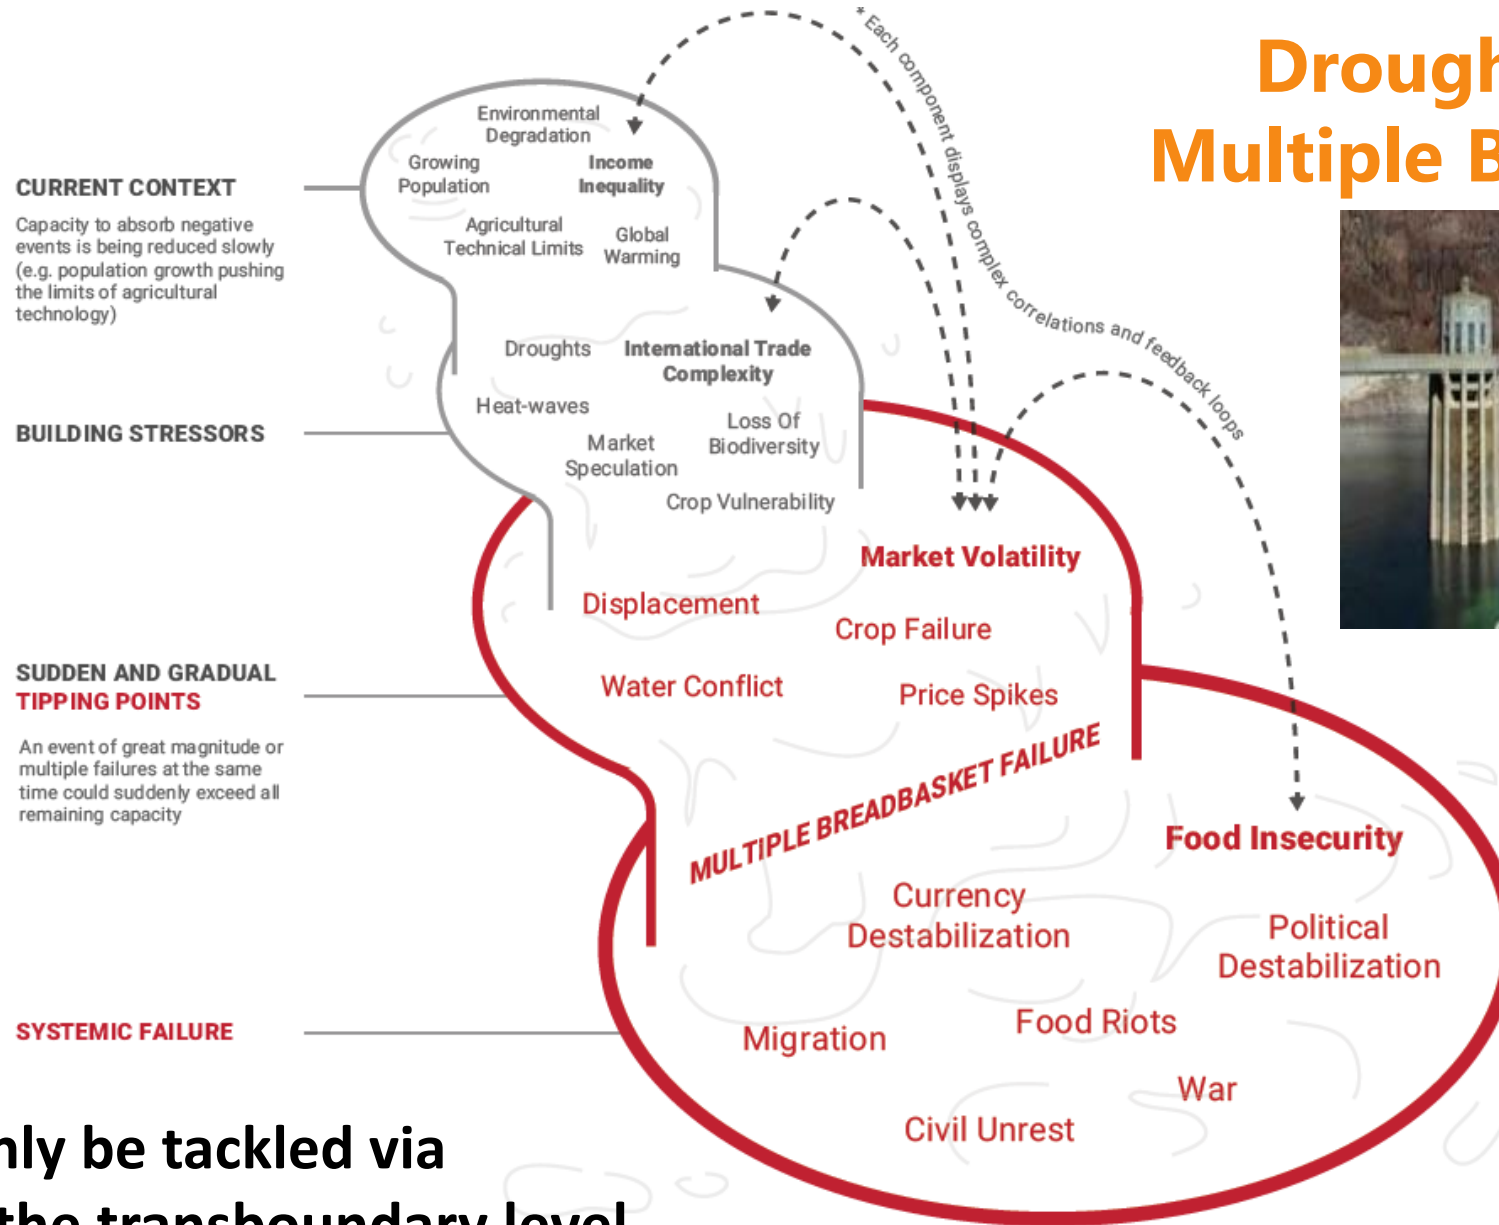 * Each component displays complex correlations and feedback loops
Multiple
Environmental
Degradation
Growing
Population
Income
Inequality
Agricultural
Technical Limits
Global
Warming
CURRENT CONTEXT
Capacity to absorb negative
events is being reduced slowly
(e.g. population growth pushing
the limits of agricultural
technology)
Droughts
International Trade
Complexity
Heat-waves
Loss Of
Biodiversity
Market
Speculation
Crop Vulnerability
BUILDING STRESSORS
Market Volatility
Displacement
Crop Failure
Water Conflict
Price Spikes
SUDDEN AND GRADUAL
TIPPING POINTS
An event of great magnitude or
multiple failures at the same
time could suddenly exceed all
remaining capacity
MULTIPLE BREADBASKET FAILURE
Food Insecurity
Currency
Destabilization
Political
Destabilization
SYSTEMIC FAILURE
Migration
Food Riots
War
Civil Unrest
be tackled via
the transboundary level